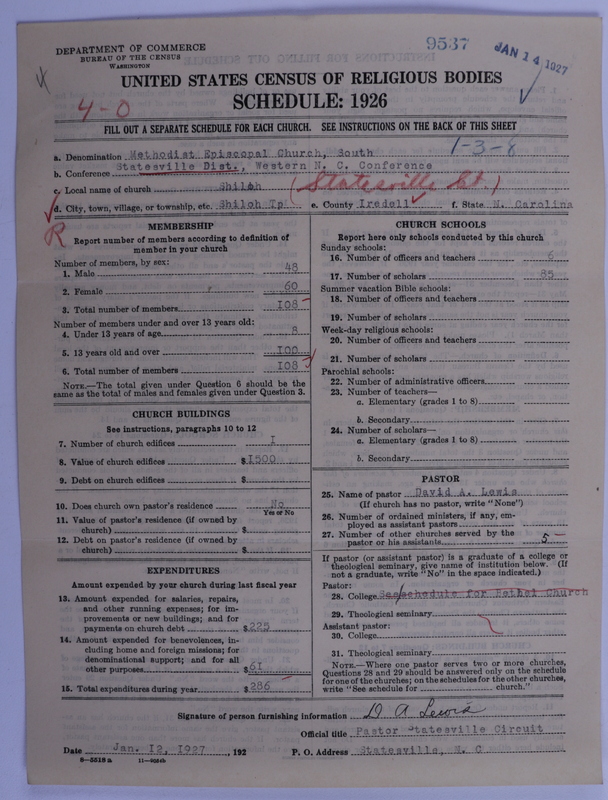 DEPARTMENT OF COMMERCE
BUREAU OF THE CENSUS
WASHINGTON
9537
JAN 14 1927
UNITED STATES CENSUS OF RELIGIOUS BODIES
4-0
SCHEDULE: 1926
FILL OUT A SEPARATE SCHEDULE FOR EACH CHURCH. SEE INSTRUCTIONS ON THE BACK OF THIS SHEET
1-3-8
a. Denomination Methodist Episcopal Church, South
b. Conference Statesville Dist., Western N. C. Conference
c. Local name of church Shiloh (Statesville Ct.)
d. City, town, village, or township, etc. Shiloh Tp e. County Iredell f. State N. Carolina
R
MEMBERSHIP
Report number of members according to definition of member in your church
Number of members, by sex:
1. Male 48
2. Female 60
3. Total number of members 108
Number of members under and over 13 years old:
4. Under 13 years of age 8
5. 13 years old and over 100
6. Total number of members 108
NOTE.—The total given under Question 6 should be the same as the total of males and females given under Question 3.
CHURCH BUILDINGS
See instructions, paragraphs 10 to 12
7. Number of church edifices 1
8. Value of church edifices $1500
9. Debt on church edifices $
10. Does church own pastor's residence No
Yes or No
11. Value of pastor's residence (if owned by church) $
12. Debt on pastor's residence (if owned by church) $
EXPENDITURES
Amount expended by your church during last fiscal year
13. Amount expended for salaries, repairs, and other running expenses; for improvements or new buildings; and for payments on church debt $225
14. Amount expended for benevolences, including home and foreign missions; for denominational support; and for all other purposes $61
15. Total expenditures during year $286
CHURCH SCHOOLS
Report here only schools conducted by this church
Sunday schools:
16. Number of officers and teachers 6
17. Number of scholars 85
Summer vacation Bible schools:
18. Number of officers and teachers
19. Number of scholars
Week-day religious schools:
20. Number of officers and teachers
21. Number of scholars
Parochial schools:
22. Number of administrative officers
23. Number of teachers—
a. Elementary (grades 1 to 8)
b. Secondary
24. Number of scholars—
a. Elementary (grades 1 to 8)
b. Secondary
PASTOR
25. Name of pastor David A. Lewis
(If church has no pastor, write "None")
26. Number of ordained ministers, if any, employed as assistant pastors
27. Number of other churches served by the pastor or his assistants 5
If pastor (or assistant pastor) is a graduate of a college or theological seminary, give name of institution below. (If not a graduate, write "No" in the space indicated.)
Pastor:
28. College See schedule for Bethel Church
29. Theological seminary
Assistant pastor:
30. College
31. Theological seminary
NOTE.—Where one pastor serves two or more churches, Questions 28 and 29 should be answered only on the schedule for one of the churches; on the schedules for the other churches, write "See schedule for church."
Signature of person furnishing information D A Lewis
Official title Pastor Statesville Circuit
Date Jan. 12, 1927, 192 P. O. Address Statesville, N. C
8—5518a 11—9264b